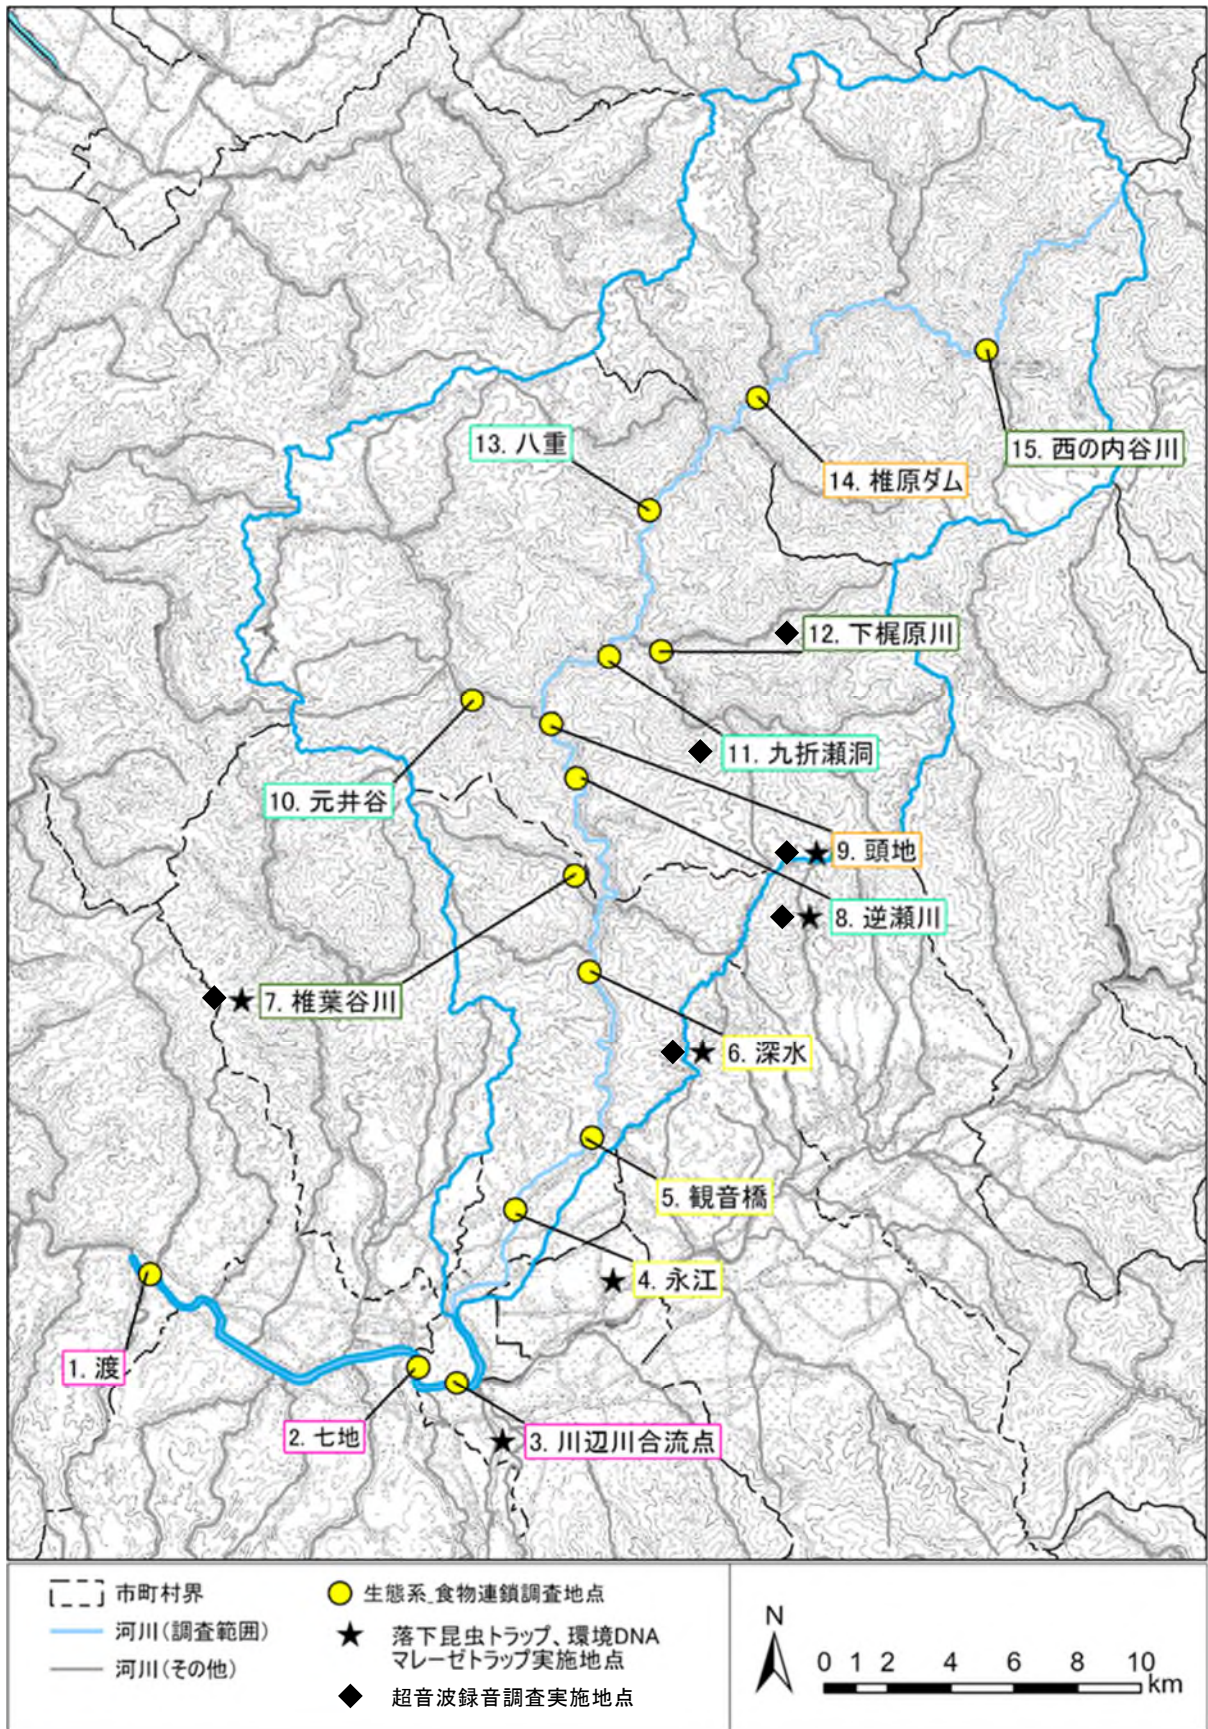 13. 八重
15. 西の内谷川
14. 椎原ダム
12. 下梶原川
11. 九折瀬洞
10. 元井谷
9. 頭地
8. 逆瀬川
7. 椎葉谷川
6. 深水
5. 観音橋
4. 永江
1. 渡
2. 七地
3. 川辺川合流点
市町村界
河川(調査範囲)
河川(その他)
生態系_食物連鎖調査地点
落下昆虫トラップ、環境DNA
マレーゼトラップ実施地点
超音波録音調査実施地点
N
0 1 2 4 6 8 10
km